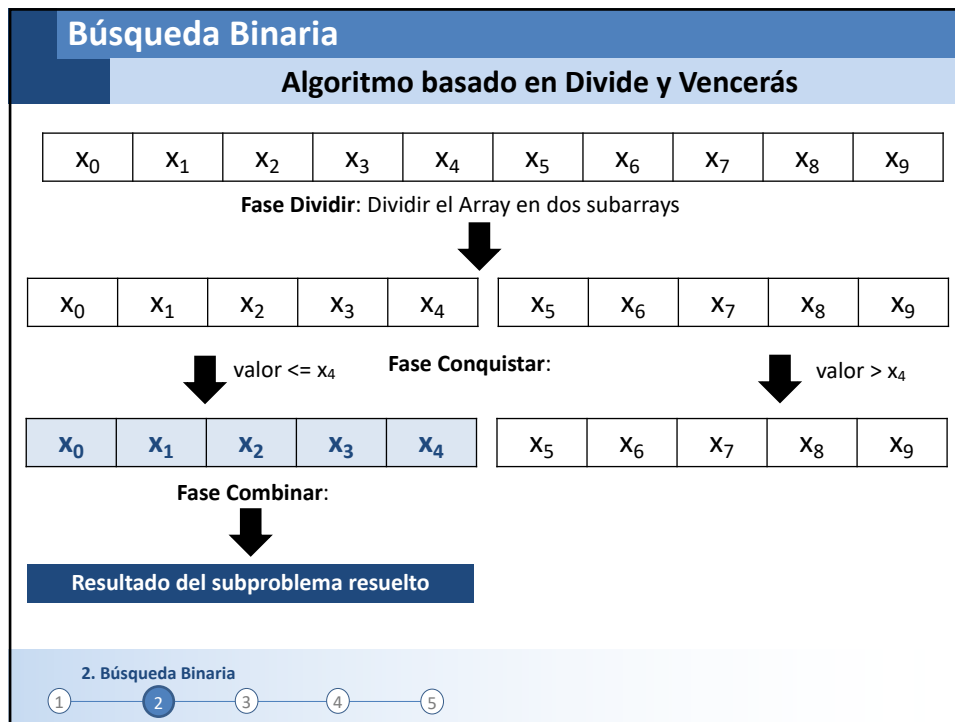 Búsqueda Binaria
Algoritmo basado en Divide y Vencerás
x₀ x₁ x₂ x₃ x₄ x₅ x₆ x₇ x₈ x₉
Fase Dividir: Dividir el Array en dos subarrays
x₀ x₁ x₂ x₃ x₄ x₅ x₆ x₇ x₈ x₉
valor <= x₄ Fase Conquistar: valor > x₄
x₀ x₁ x₂ x₃ x₄ x₅ x₆ x₇ x₈ x₉
Fase Combinar:
Resultado del subproblema resuelto
2. Búsqueda Binaria
1 2 3 4 5